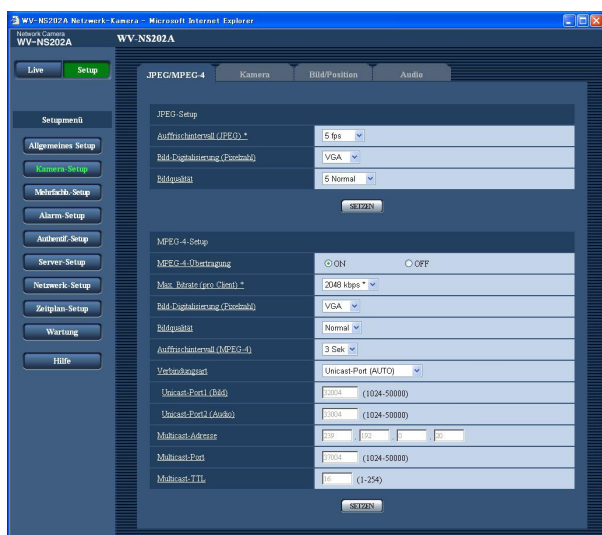 WV-NS202A Netzwerk-Kamera - Microsoft Internet Explorer
Network Camera
WV-NS202A
WV-NS202A
Live Setup
JPEG/MPEG-4 Kamera Bild/Position Audio
Setupmenü
Allgemeines Setup
Kamera-Setup
Mehrfachb.-Setup
Alarm-Setup
Authentif.-Setup
Server-Setup
Netzwerk-Setup
Zeitplan-Setup
Wartung
Hilfe
JPEG-Setup
Auffrischintervall (JPEG) * 5 fps
Bild-Digitalisierung (Pixelzahl) VGA
Bildqualität 5 Normal
SETZEN
MPEG-4-Setup
MPEG-4-Übertragung ON OFF
Max. Bitrate (pro Client) * 2048 kbps *
Bild-Digitalisierung (Pixelzahl) VGA
Bildqualität Normal
Auffrischintervall (MPEG-4) 3 Sek
Verbindungsart Unicast-Port (AUTO)
Unicast-Port1 (Bild) 32004 (1024-50000)
Unicast-Port2 (Audio) 33004 (1024-50000)
Multicast-Adresse 239 . 192 . 0 . 20
Multicast-Port 37004 (1024-50000)
Multicast-TTL 16 (1-254)
SETZEN